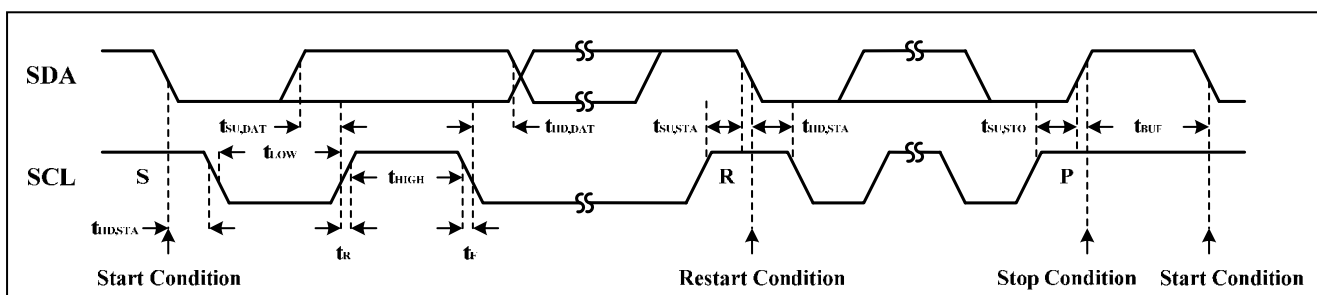 SDA
tSU,DAT
tHD,DAT
tSU,STA
tHD,STA
tSU,STO
tBUF
tLOW
SCL
S
tHIGH
R
P
tHD,STA
tR
tF
Start Condition
Restart Condition
Stop Condition
Start Condition